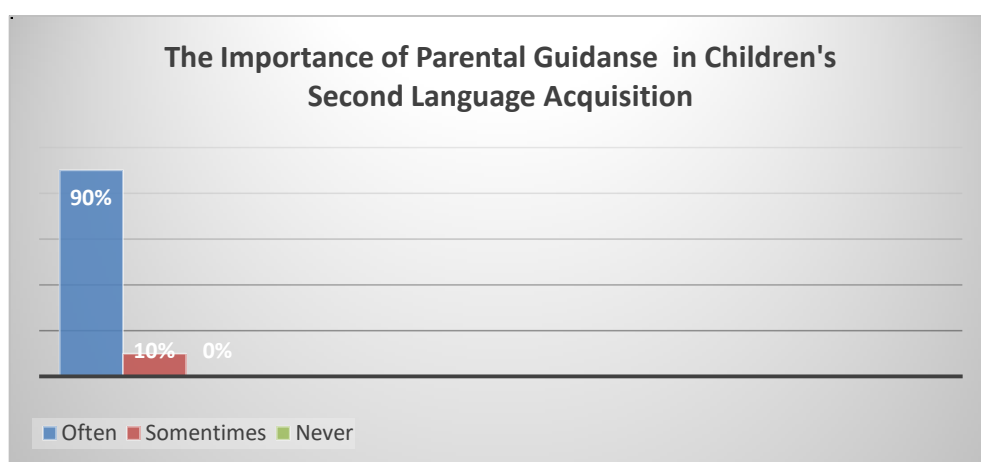 The Importance of Parental Guidanse in Children's
Second Language Acquisition
90%
10% 0%
Often Somentimes Never